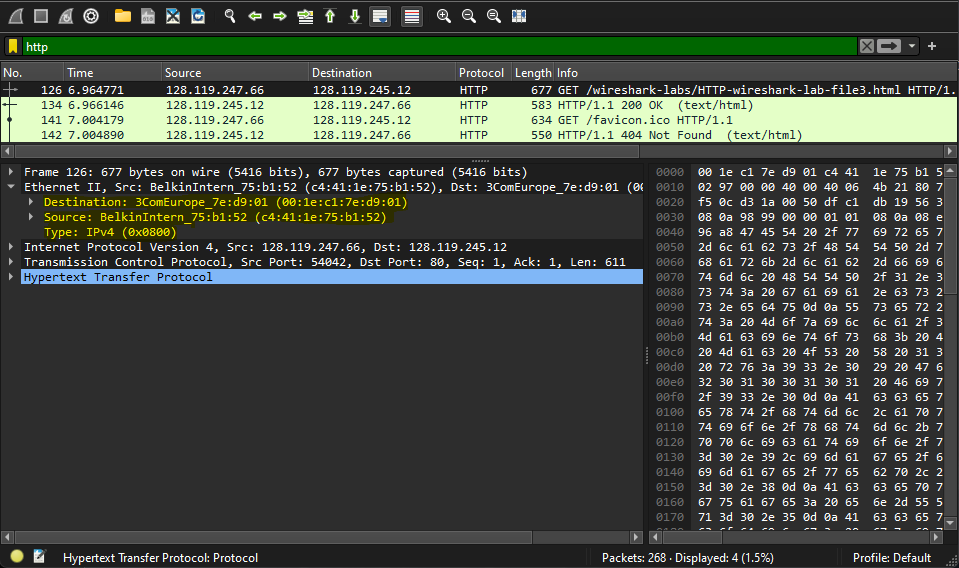 http
No. Time Source Destination Protocol Length Info
126 6.964771 128.119.247.66 128.119.245.12 HTTP 677 GET /wireshark-labs/HTTP-wireshark-lab-file3.html HTTP/1.
134 6.966146 128.119.245.12 128.119.247.66 HTTP 583 HTTP/1.1 200 OK (text/html)
141 7.004179 128.119.247.66 128.119.245.12 HTTP 634 GET /favicon.ico HTTP/1.1
142 7.004890 128.119.245.12 128.119.247.66 HTTP 550 HTTP/1.1 404 Not Found (text/html)
Frame 126: 677 bytes on wire (5416 bits), 677 bytes captured (5416 bits)
Ethernet II, Src: BelkinIntern_75:b1:52 (c4:41:1e:75:b1:52), Dst: 3ComEurope_7e:d9:01 (00
Destination: 3ComEurope_7e:d9:01 (00:1e:c1:7e:d9:01)
Source: BelkinIntern_75:b1:52 (c4:41:1e:75:b1:52)
Type: IPv4 (0x0800)
Internet Protocol Version 4, Src: 128.119.247.66, Dst: 128.119.245.12
Transmission Control Protocol, Src Port: 54042, Dst Port: 80, Seq: 1, Ack: 1, Len: 611
Hypertext Transfer Protocol
0000 00 1e c1 7e d9 01 c4 41 1e 75 b1 5
0010 02 97 00 00 40 00 40 06 4b 21 80 7
0020 f5 0c d3 1a 00 50 df c1 db 19 56 3
0030 08 0a 98 99 00 00 01 01 08 0a 08 e
0040 96 a8 47 45 54 20 2f 77 69 72 65 7
0050 2d 6c 61 62 73 2f 48 54 54 50 2d 7
0060 68 61 72 6b 2d 6c 61 62 2d 66 69 6
0070 74 6d 6c 20 48 54 54 50 2f 31 2e 3
0080 73 74 3a 20 67 61 69 61 2e 63 73 2
0090 73 2e 65 64 75 0d 0a 55 73 65 72 2
00a0 74 3a 20 4d 6f 7a 69 6c 6c 61 2f 3
00b0 4d 61 63 69 6e 74 6f 73 68 3b 20 4
00c0 20 4d 61 63 20 4f 53 20 58 20 31 3
00d0 20 72 76 3a 39 33 2e 30 29 20 47 6
00e0 32 30 31 30 30 31 30 31 20 46 69 7
00f0 2f 39 33 2e 30 0d 0a 41 63 63 65 7
0100 65 78 74 2f 68 74 6d 6c 2c 61 70 7
0110 74 69 6f 6e 2f 78 68 74 6d 6c 2b 7
0120 70 70 6c 69 63 61 74 69 6f 6e 2f 7
0130 3d 30 2e 39 2c 69 6d 61 67 65 2f 6
0140 69 6d 61 67 65 2f 77 65 62 70 2c 2
0150 3d 30 2e 38 0d 0a 41 63 63 65 70 7
0160 67 75 61 67 65 3a 20 65 6e 2d 55 5
0170 71 3d 30 2e 35 0d 0a 41 63 63 65 7
Hypertext Transfer Protocol: Protocol Packets: 268 · Displayed: 4 (1.5%) Profile: Default